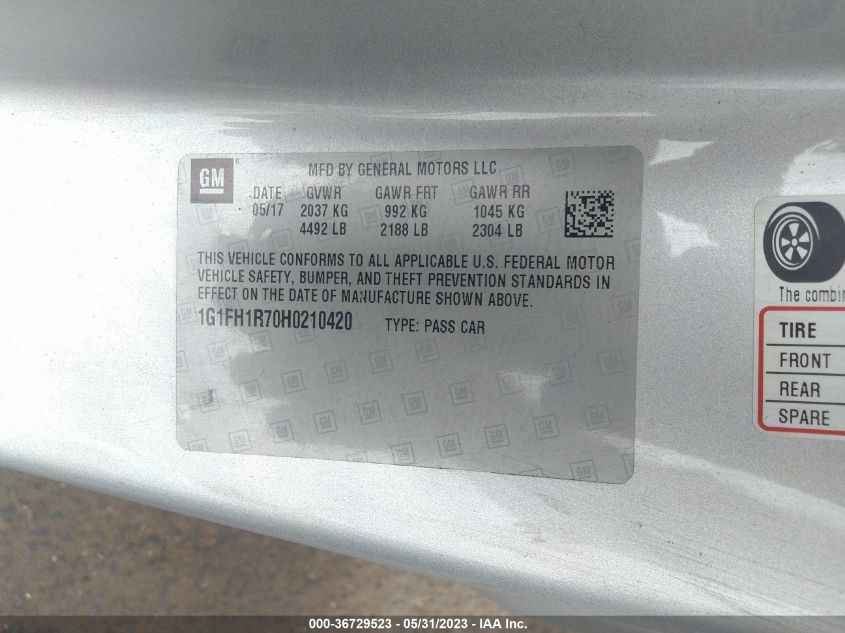 GM
MFD BY GENERAL MOTORS LLC
DATE GVWR GAWR FRT GAWR RR
05/17 2037 KG 992 KG 1045 KG
4492 LB 2188 LB 2304 LB
THIS VEHICLE CONFORMS TO ALL APPLICABLE U.S. FEDERAL MOTOR
VEHICLE SAFETY, BUMPER, AND THEFT PREVENTION STANDARDS IN
EFFECT ON THE DATE OF MANUFACTURE SHOWN ABOVE.
1G1FH1R70H0210420 TYPE: PASS CAR
The combin
TIRE
FRONT
REAR
SPARE
000-36729523 - 05/31/2023 - IAA Inc.